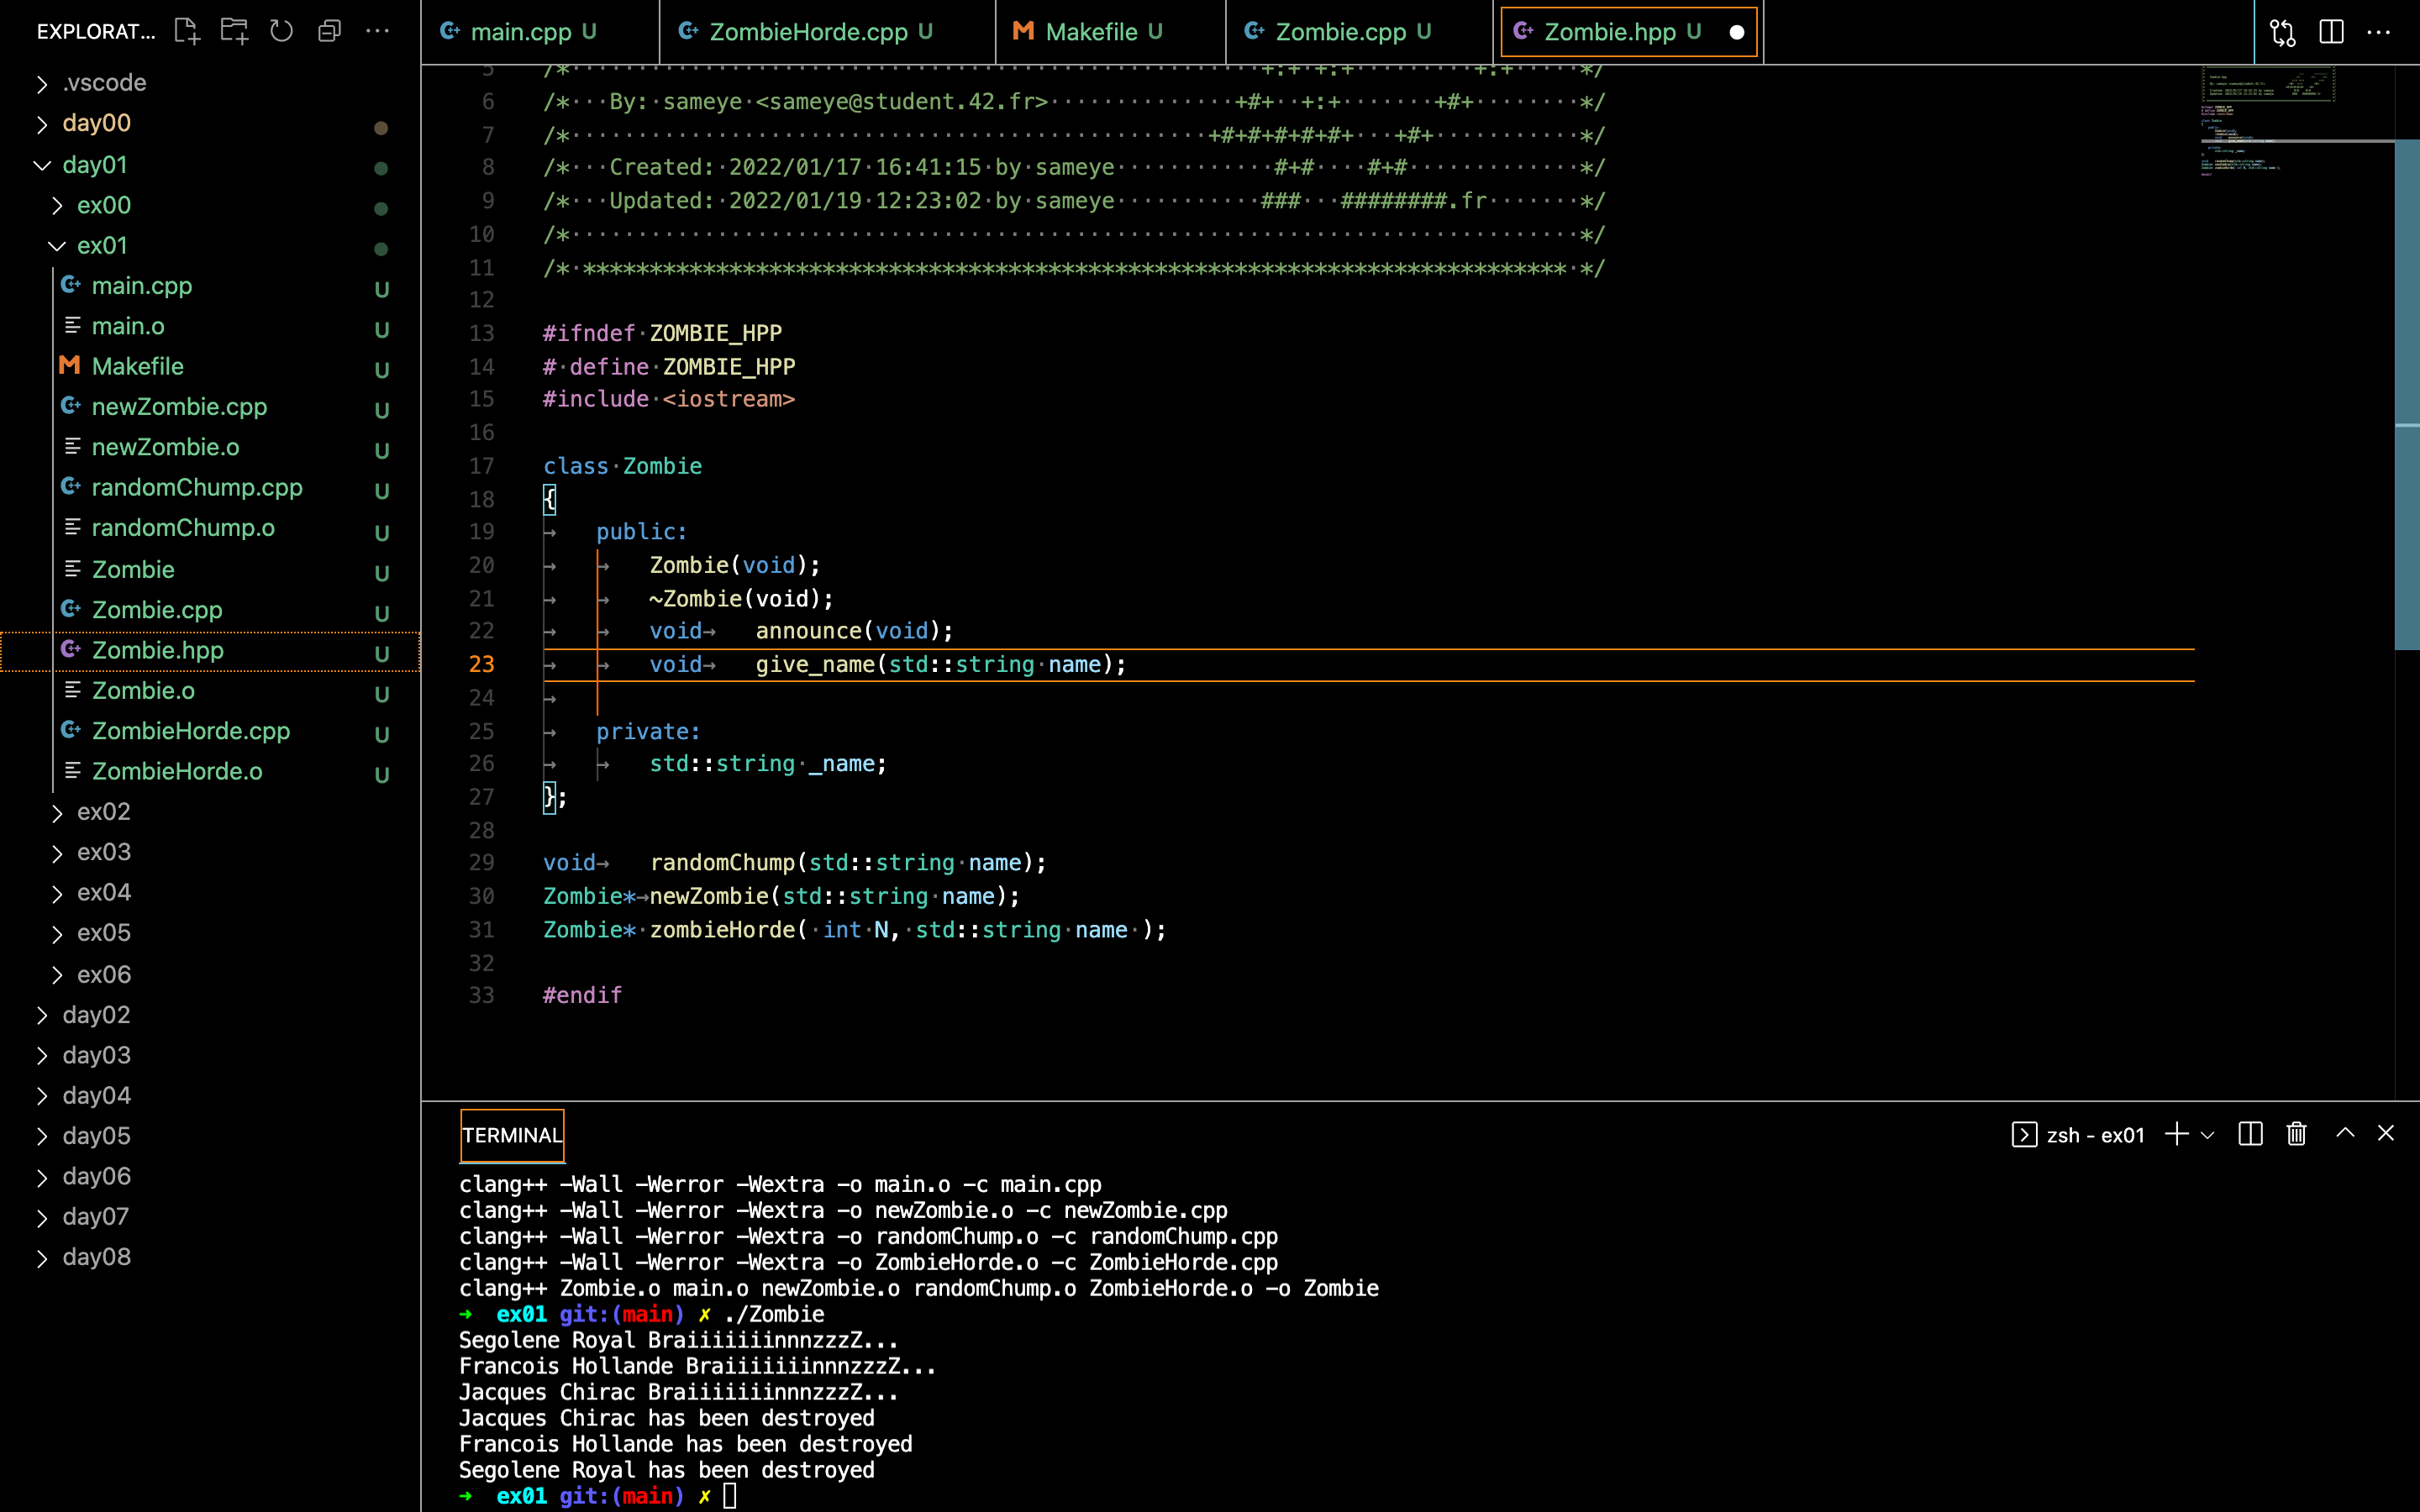 EXPLORAT...
.vscode
day00
day01
ex00
ex01
main.cpp U
main.o U
Makefile U
newZombie.cpp U
newZombie.o U
randomChump.cpp U
randomChump.o U
Zombie U
Zombie.cpp U
Zombie.hpp U
Zombie.o U
ZombieHorde.cpp U
ZombieHorde.o U
ex02
ex03
ex04
ex05
ex06
day02
day03
day04
day05
day06
day07
day08
main.cpp U ZombieHorde.cpp U Makefile U Zombie.cpp U Zombie.hpp U
5 /* +:+ +:+ +:+ */
6 /* By: sameye <sameye@student.42.fr> +#+ +:+ +#+ */
7 /* +#+#+#+#+#+ +#+ */
8 /* Created: 2022/01/17 16:41:15 by sameye #+# #+# */
9 /* Updated: 2022/01/19 12:23:02 by sameye ### ########.fr */
10 /* */
11 /* ************************************************************************** */
12
13 #ifndef ZOMBIE_HPP
14 # define ZOMBIE_HPP
15 #include <iostream>
16
17 class Zombie
18 {
19 public:
20 Zombie(void);
21 ~Zombie(void);
22 void announce(void);
23 void give_name(std::string name);
24
25 private:
26 std::string _name;
27 };
28
29 void randomChump(std::string name);
30 Zombie* newZombie(std::string name);
31 Zombie* zombieHorde( int N, std::string name );
32
33 #endif
TERMINAL
zsh - ex01
clang++ -Wall -Werror -Wextra -o main.o -c main.cpp
clang++ -Wall -Werror -Wextra -o newZombie.o -c newZombie.cpp
clang++ -Wall -Werror -Wextra -o randomChump.o -c randomChump.cpp
clang++ -Wall -Werror -Wextra -o ZombieHorde.o -c ZombieHorde.cpp
clang++ Zombie.o main.o newZombie.o randomChump.o ZombieHorde.o -o Zombie
➜ ex01 git:(main) ✗ ./Zombie
Segolene Royal BraiiiiiiinnnzzzZ...
Francois Hollande BraiiiiiiinnnzzzZ...
Jacques Chirac BraiiiiiiinnnzzzZ...
Jacques Chirac has been destroyed
Francois Hollande has been destroyed
Segolene Royal has been destroyed
➜ ex01 git:(main) ✗